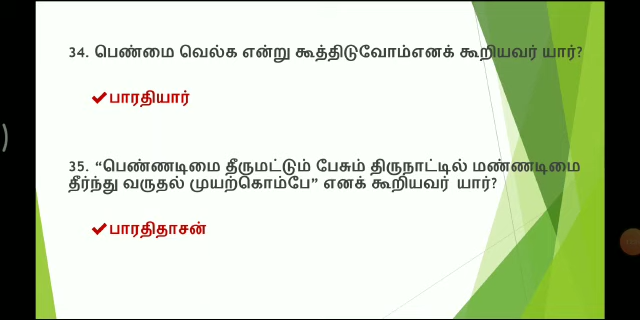 34. பெண்மை வெல்க என்று கூத்திடுவோம்எனக் கூறியவர் யார்?
✔பாரதியார்
35. “பெண்ணடிமை தீருமட்டும் பேசும் திருநாட்டில் மண்ணடிமை
தீர்ந்து வருதல் முயற்கொம்பே” எனக் கூறியவர் யார்?
✔பாரதிதாசன்